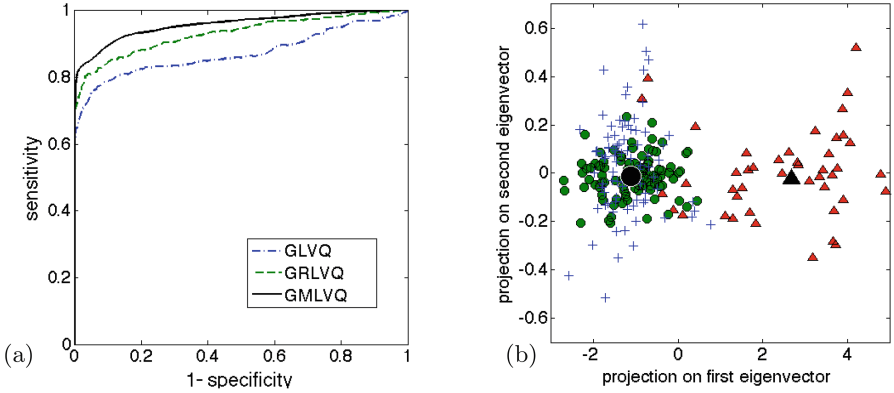 1
0.8
0.6
0.4
0.2
0
0
0.2
0.4
0.6
0.8
1
sensitivity
1- specificity
GLVQ
GRLVQ
GMLVQ
(a)
0.6
0.4
0.2
0
-0.2
-0.4
-0.6
-2
0
2
4
projection on second eigenvector
projection on first eigenvector
(b)